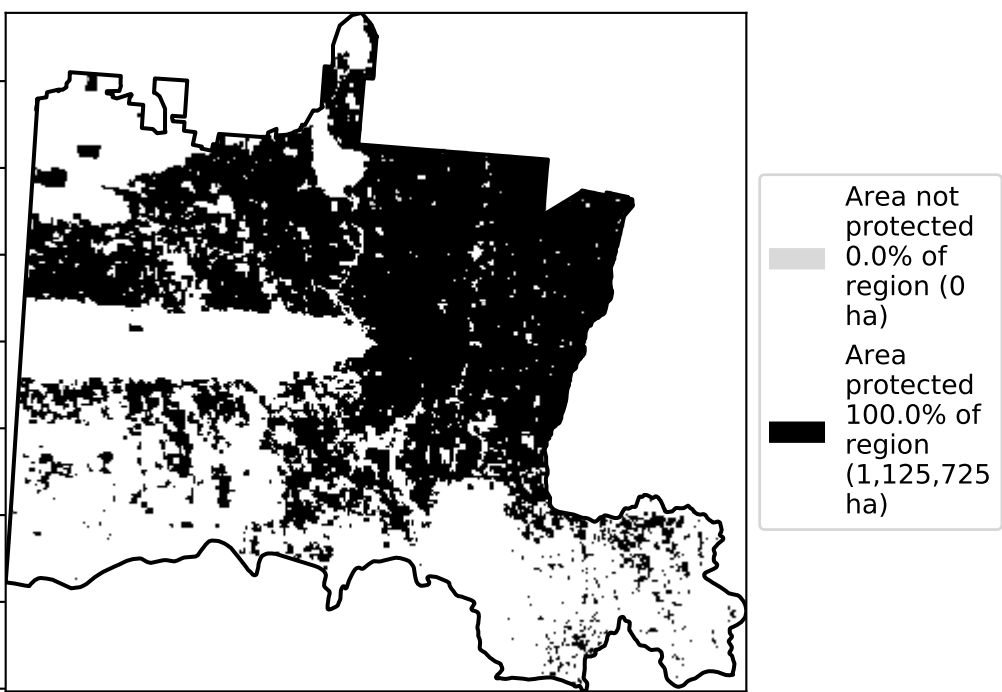 Area not
protected
0.0% of
region (0
ha)
Area
protected
100.0% of
region
(1,125,725
ha)